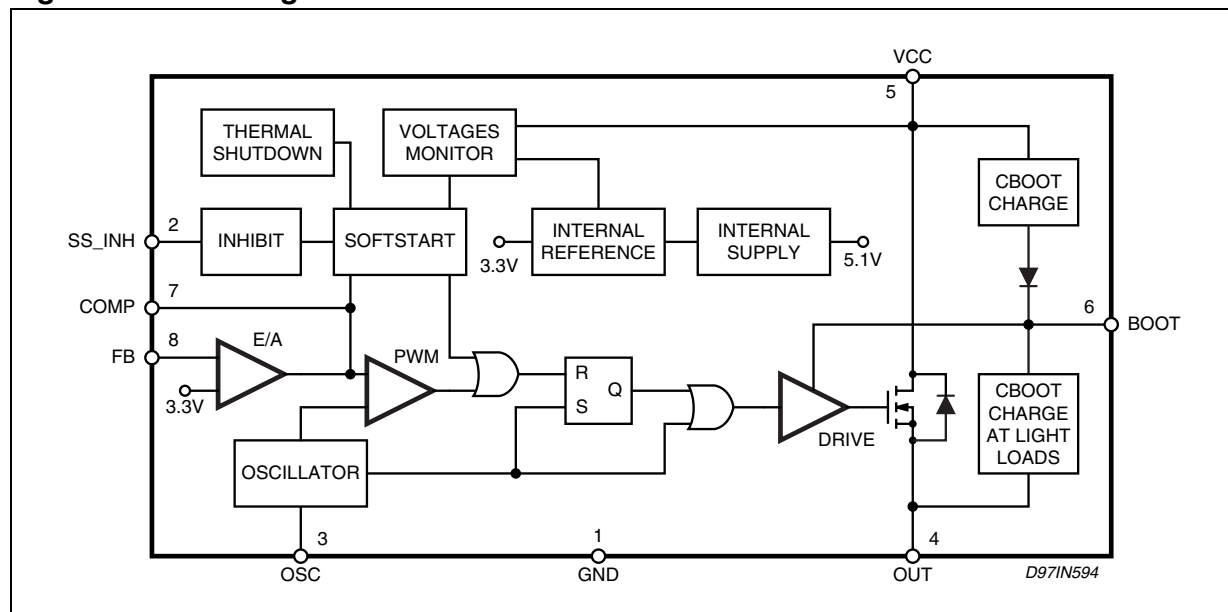 VCC
5
THERMAL
SHUTDOWN
VOLTAGES
MONITOR
CBOOT
CHARGE
2
SS_INH
INHIBIT
SOFTSTART
3.3V
INTERNAL
REFERENCE
INTERNAL
SUPPLY
5.1V
7
COMP
6
BOOT
8
FB
E/A
3.3V
PWM
R
S
Q
DRIVE
CBOOT
CHARGE
AT LIGHT
LOADS
OSCILLATOR
3
OSC
1
GND
4
OUT
D97IN594